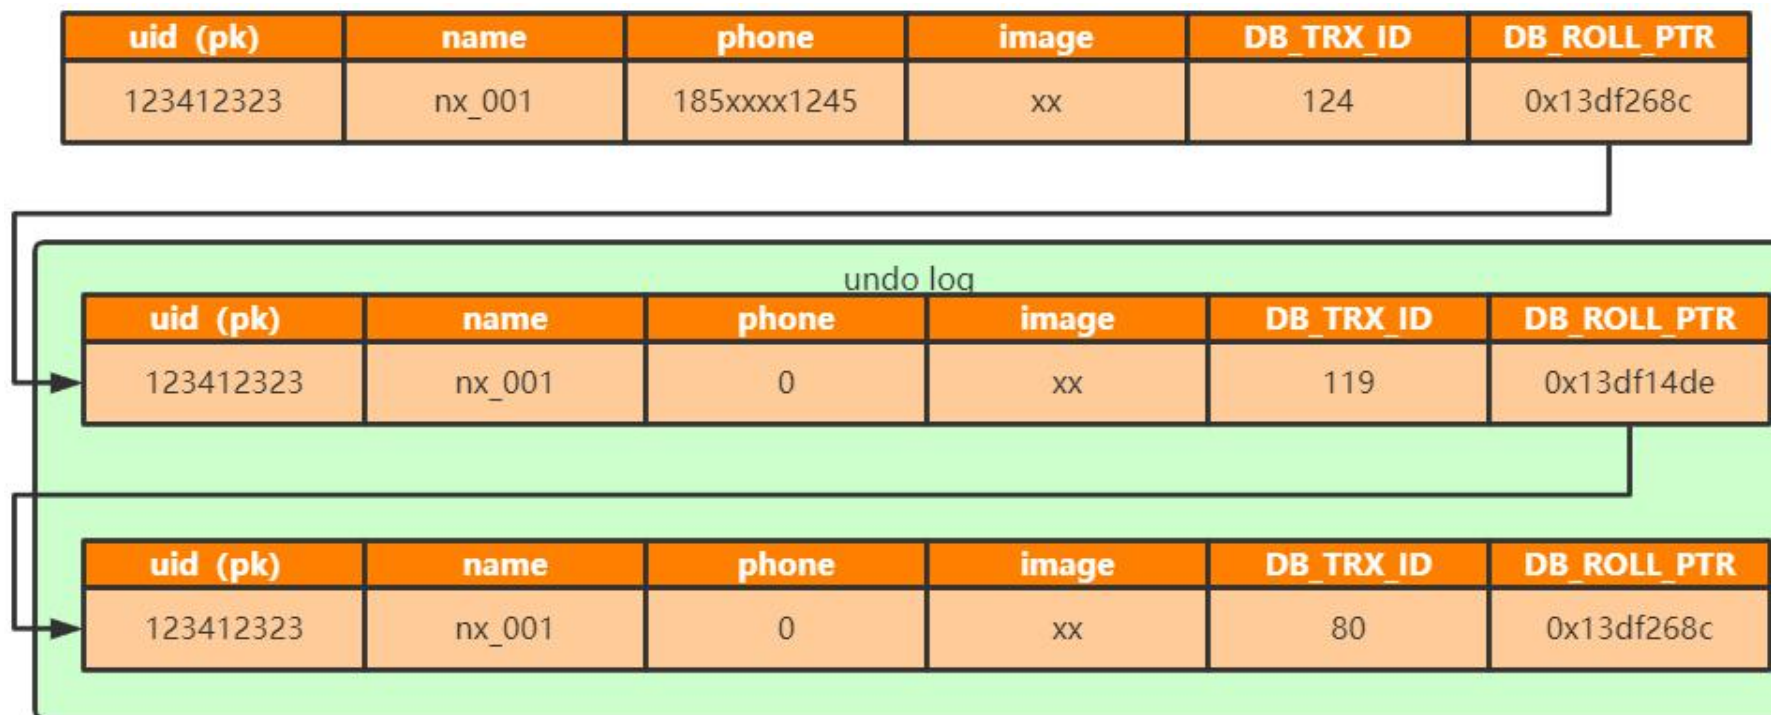 uid (pk) name phone image DB_TRX_ID DB_ROLL_PTR
123412323 nx_001 185xxxx1245 xx 124 0x13df268c
undo log
uid (pk) name phone image DB_TRX_ID DB_ROLL_PTR
123412323 nx_001 0 xx 119 0x13df14de
uid (pk) name phone image DB_TRX_ID DB_ROLL_PTR
123412323 nx_001 0 xx 80 0x13df268c